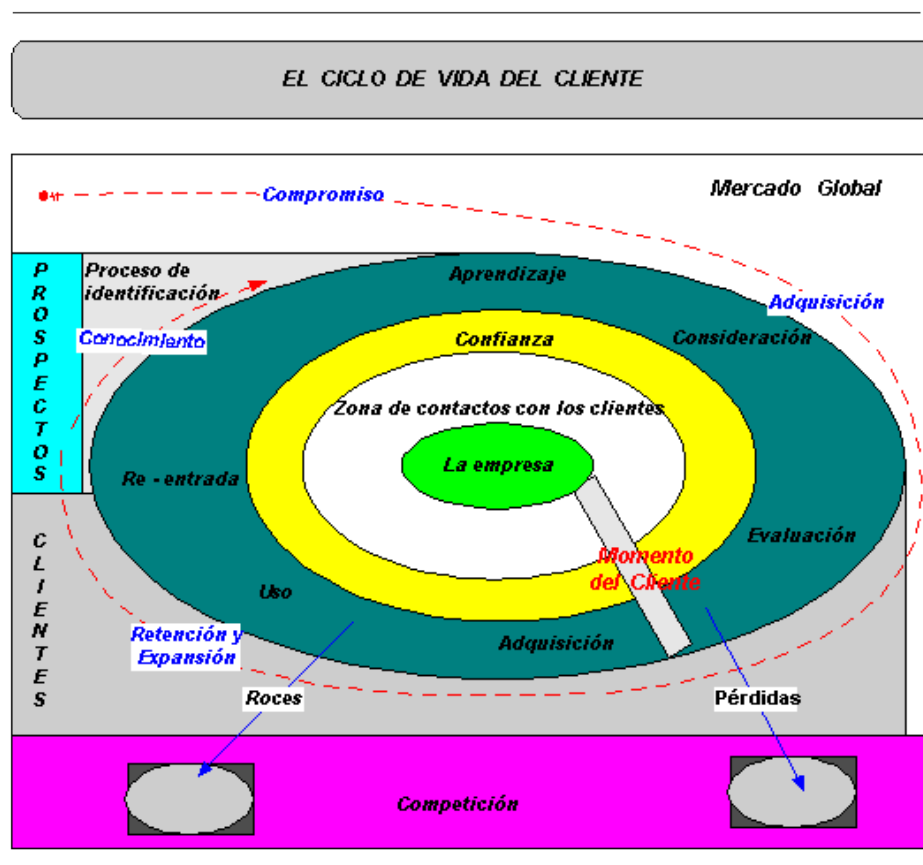 EL CICLO DE VIDA DEL CLIENTE
Compromiso
Mercado Global
PROSPECTOS
Proceso de
identificación
Aprendizaje
Adquisición
Conocimiento
Confianza
Consideración
Zona de contactos con los clientes
La empresa
Re - entrada
CLIENTES
Evaluación
Momento
del Cliente
Uso
Retención y
Expansión
Adquisición
Roces
Pérdidas
Competición